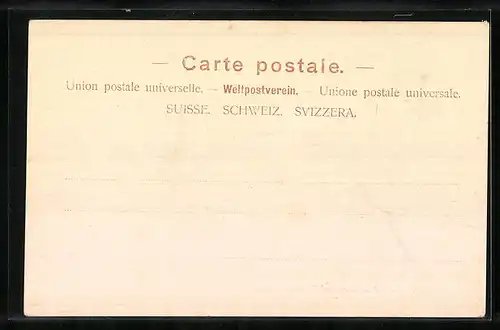 — Carte postale. —
Union postale universelle. — Weltpostverein. — Unione postale universale.
SUISSE. SCHWEIZ. SVIZZERA.